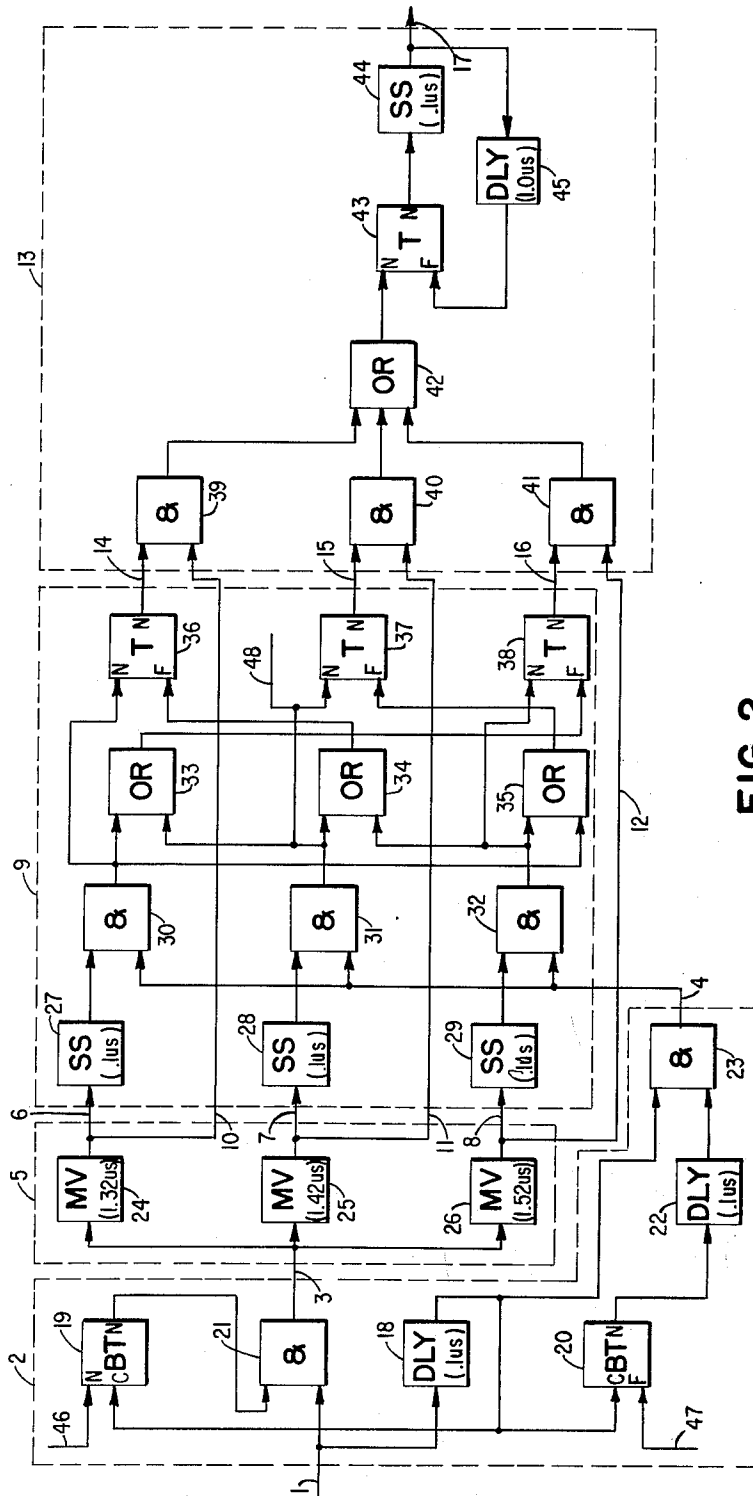 2
46
19
N
C
BT
N
21
&
3
1
18
DLY
(.1us)
C
BT
N
F
20
47
22
DLY
(.1us)
&
23
4
5
MV
(1.32us)
24
MV
(1.42us)
25
MV
(1.52us)
26
6
7
8
9
27
SS
(.1us)
28
SS
(.1us)
29
SS
(.1us)
10
11
12
&
30
&
31
&
32
OR
33
OR
34
OR
35
48
N
T
N
F
36
N
T
N
F
37
N
T
N
F
38
14
15
16
13
&
39
&
40
&
41
OR
42
N
T
N
F
43
SS
(.1us)
44
DLY
(1.0us)
45
17
FIG